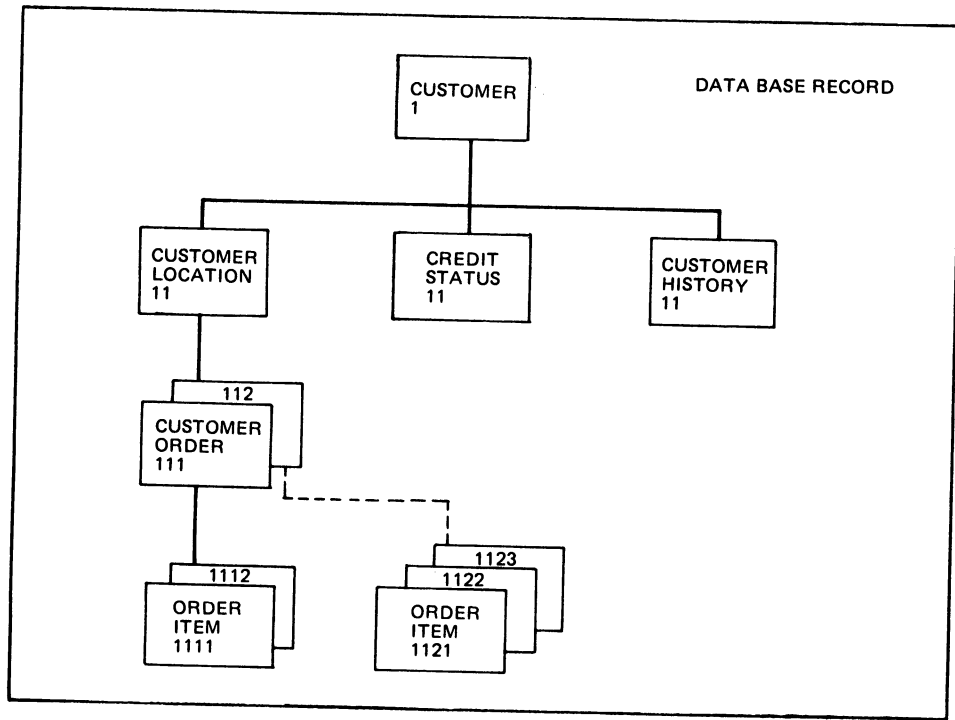 DATA BASE RECORD
CUSTOMER
1
CUSTOMER
LOCATION
11
CREDIT
STATUS
11
CUSTOMER
HISTORY
11
112
CUSTOMER
ORDER
111
1112
ORDER
ITEM
1111
1123
1122
ORDER
ITEM
1121